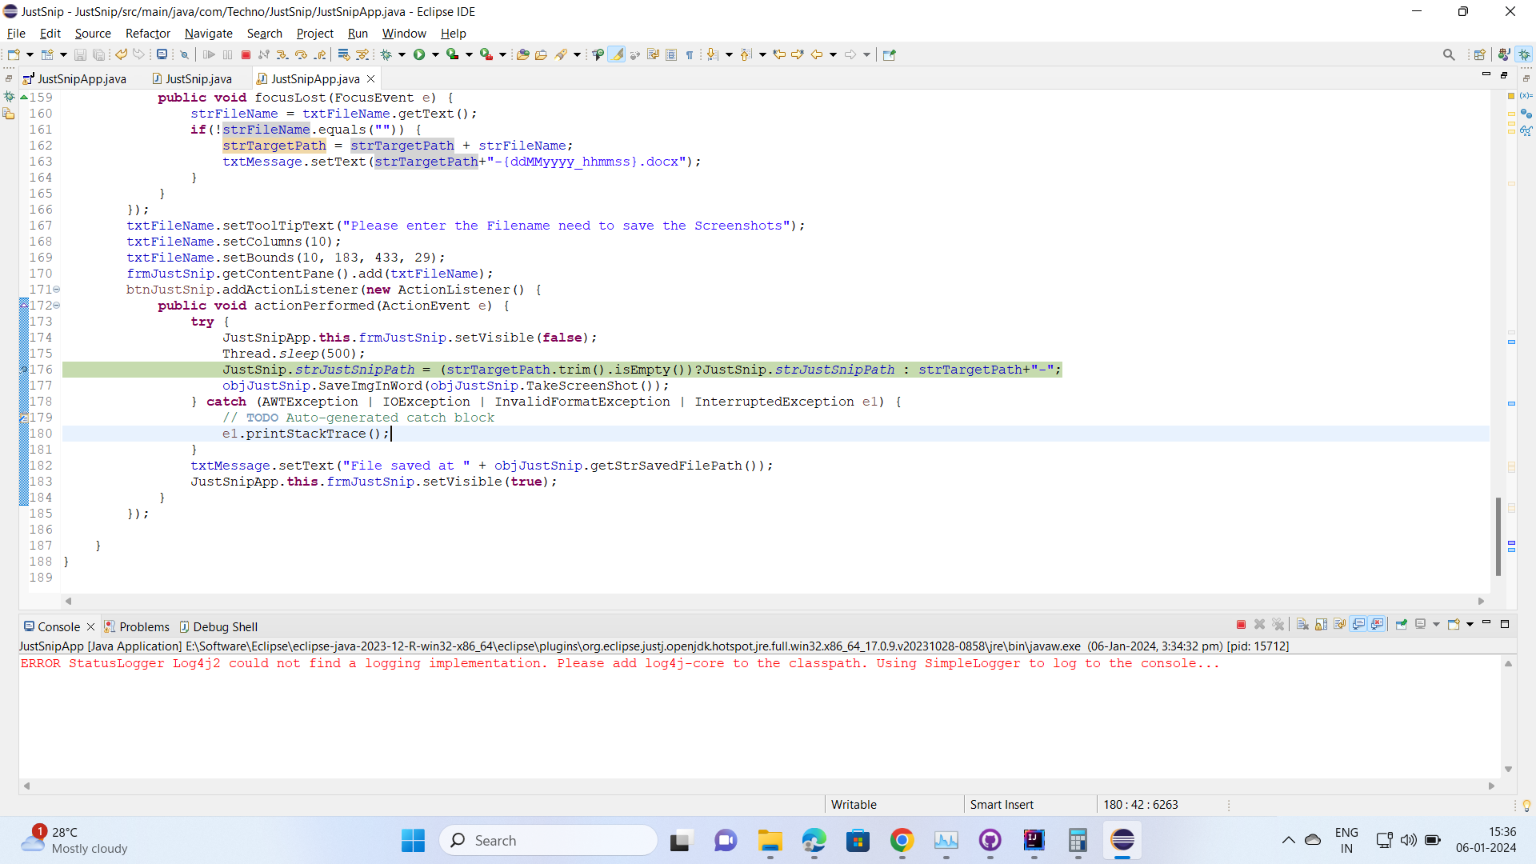 JustSnip - JustSnip/src/main/java/com/Techno/JustSnip/JustSnipApp.java - Eclipse IDE
File Edit Source Refactor Navigate Search Project Run Window Help
JustSnipApp.java JustSnip.java JustSnipApp.java
159 public void focusLost(FocusEvent e) {
160 strFileName = txtFileName.getText();
161 if(!strFileName.equals("")) {
162 strTargetPath = strTargetPath + strFileName;
163 txtMessage.setText(strTargetPath+"-{ddMMyyyy_hhmmss}.docx");
164 }
165 }
166 });
167 txtFileName.setToolTipText("Please enter the Filename need to save the Screenshots");
168 txtFileName.setColumns(10);
169 txtFileName.setBounds(10, 183, 433, 29);
170 frmJustSnip.getContentPane().add(txtFileName);
171 btnJustSnip.addActionListener(new ActionListener() {
172 public void actionPerformed(ActionEvent e) {
173 try {
174 JustSnipApp.this.frmJustSnip.setVisible(false);
175 Thread.sleep(500);
176 JustSnip.strJustSnipPath = (strTargetPath.trim().isEmpty())?JustSnip.strJustSnipPath : strTargetPath+"-";
177 objJustSnip.SaveImgInWord(objJustSnip.TakeScreenShot());
178 } catch (AWTException | IOException | InvalidFormatException | InterruptedException e1) {
179 // TODO Auto-generated catch block
180 e1.printStackTrace();
181 }
182 txtMessage.setText("File saved at " + objJustSnip.getStrSavedFilePath());
183 JustSnipApp.this.frmJustSnip.setVisible(true);
184 }
185 });
186
187 }
188 }
189
Console Problems Debug Shell
JustSnipApp [Java Application] E:\Software\Eclipse\eclipse-java-2023-12-R-win32-x86_64\eclipse\plugins\org.eclipse.justj.openjdk.hotspot.jre.full.win32.x86_64_17.0.9.v20231028-0858\jre\bin\javaw.exe (06-Jan-2024, 3:34:32 pm) [pid: 15712]
ERROR StatusLogger Log4j2 could not find a logging implementation. Please add log4j-core to the classpath. Using SimpleLogger to log to the console...
Writable Smart Insert 180 : 42 : 6263
1 28°C
Mostly cloudy
Search
ENG
IN
15:36
06-01-2024